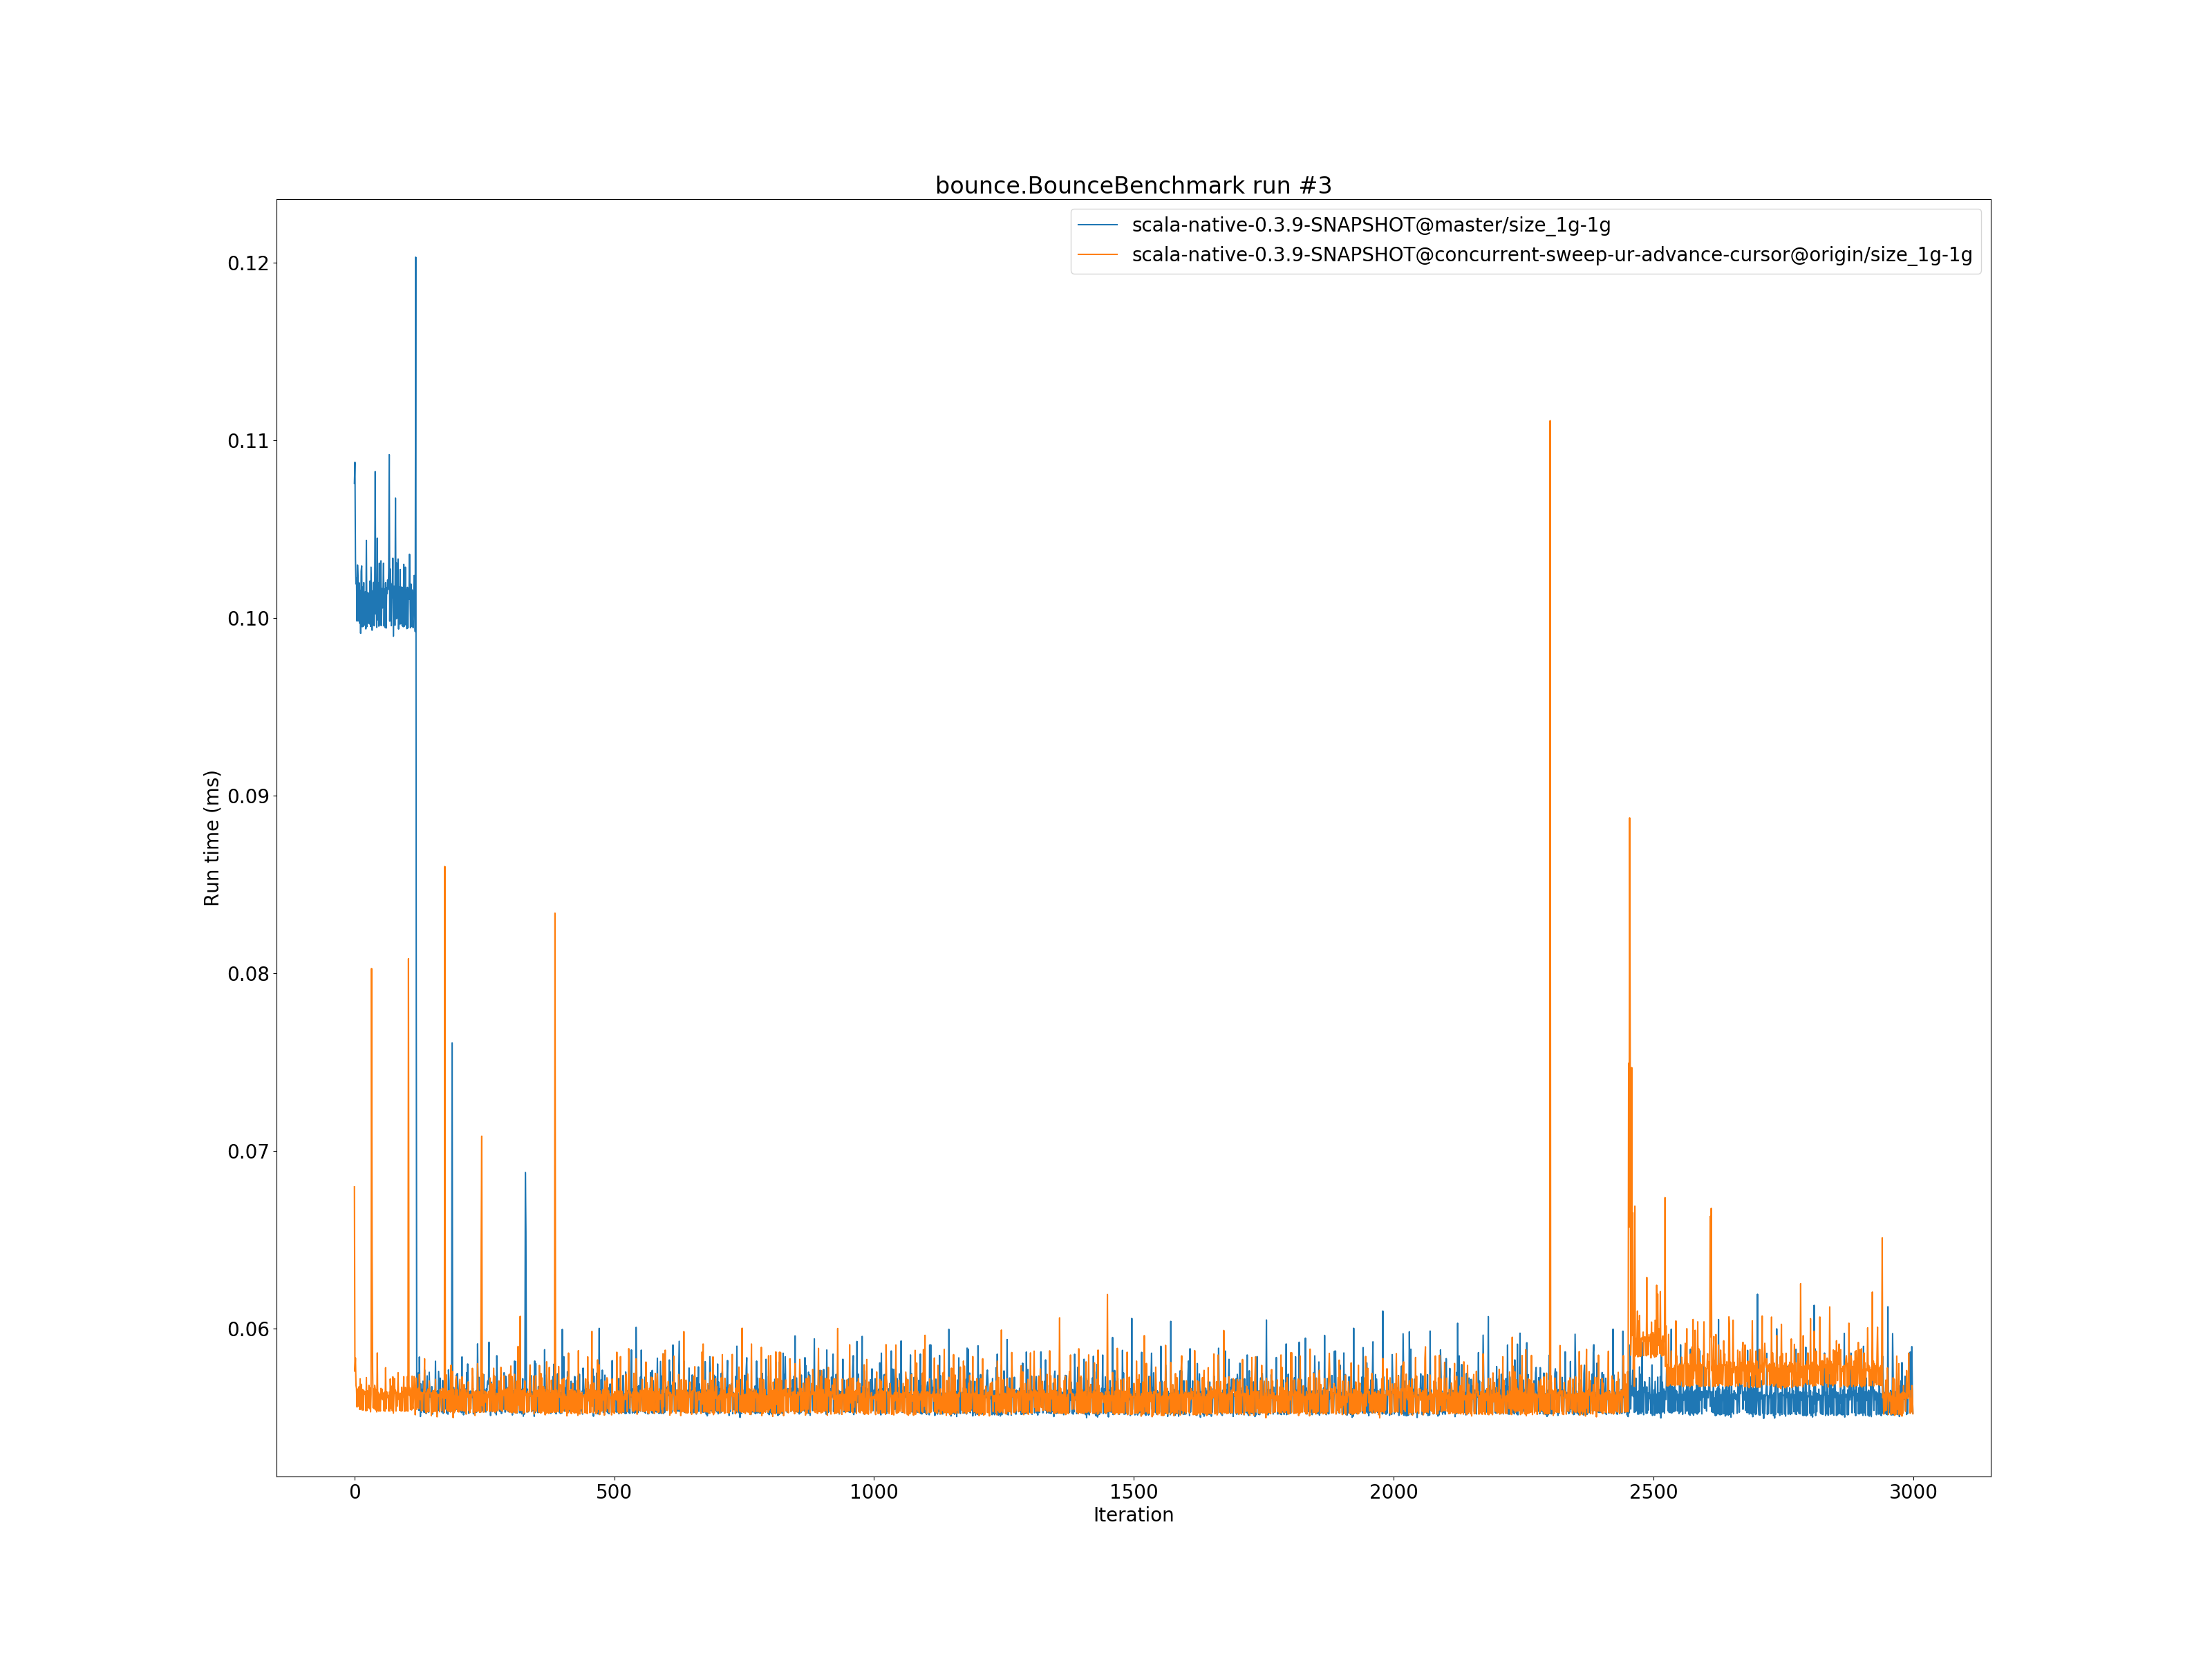 bounce.BounceBenchmark run #3
scala-native-0.3.9-SNAPSHOT@master/size_1g-1g
scala-native-0.3.9-SNAPSHOT@concurrent-sweep-ur-advance-cursor@origin/size_1g-1g
0.12
0.11
0.10
0.09
0.08
0.07
0.06
Run time (ms)
0 500 1000 1500 2000 2500 3000
Iteration